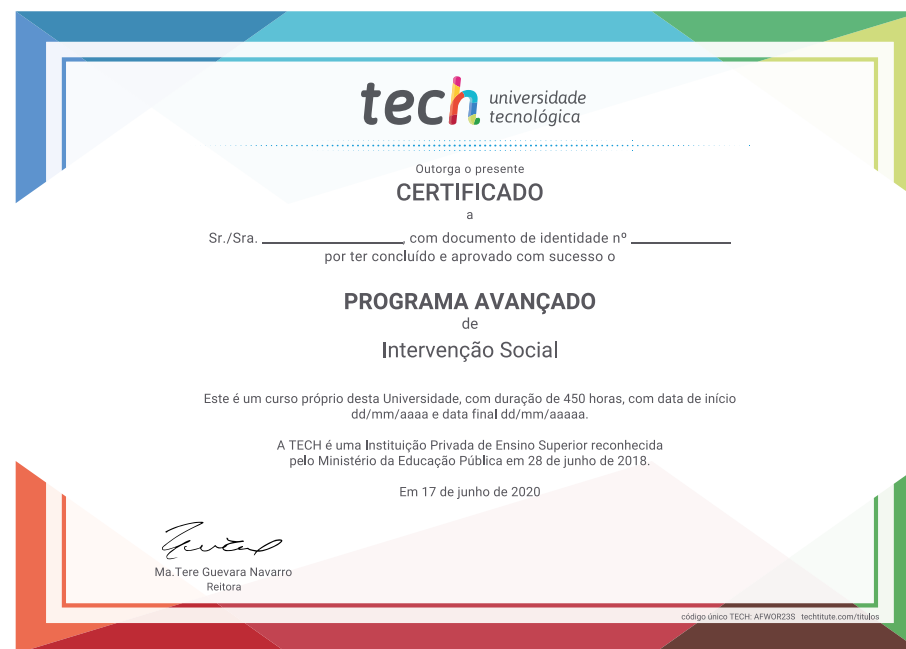 tech universidade
tecnológica
Outorga o presente
CERTIFICADO
a
Sr./Sra. ____________________, com documento de identidade nº ______________
por ter concluído e aprovado com sucesso o
PROGRAMA AVANÇADO
de
Intervenção Social
Este é um curso próprio desta Universidade, com duração de 450 horas, com data de início
dd/mm/aaaa e data final dd/mm/aaaaa.
A TECH é uma Instituição Privada de Ensino Superior reconhecida
pelo Ministério da Educação Pública em 28 de junho de 2018.
Em 17 de junho de 2020
Ma.Tere Guevara Navarro
Reitora
código único TECH: AFWOR23S techtitute.com/titulos